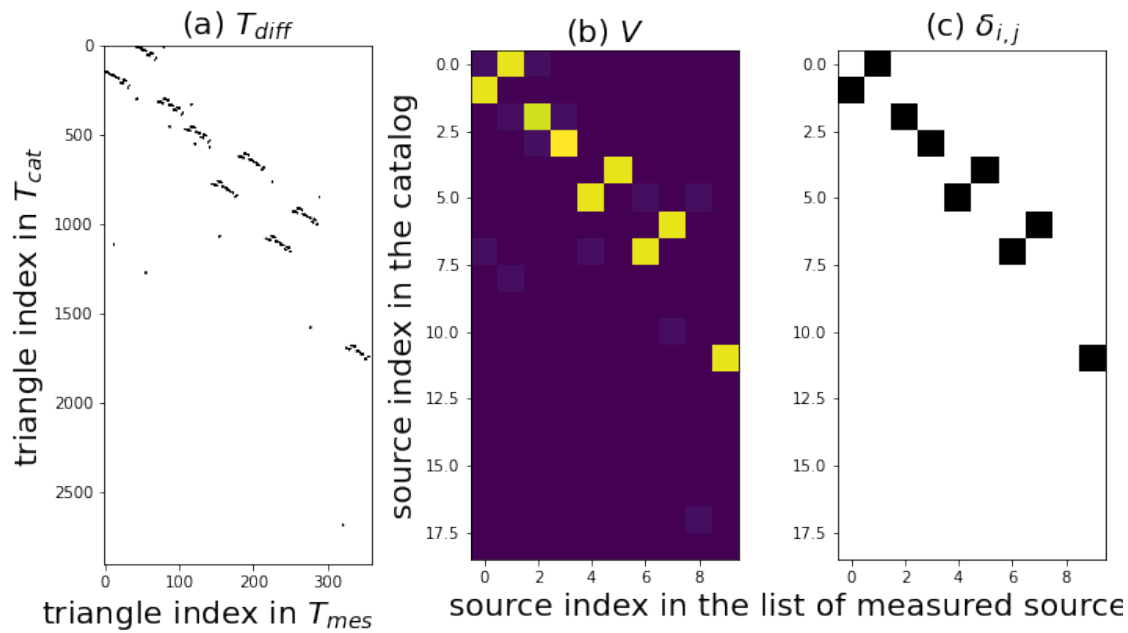 (a) T_diff
(b) V
(c) δ_i,j
triangle index in T_cat
0
500
1000
1500
2000
2500
0 100 200 300
triangle index in T_mes
source index in the catalog
0.0
2.5
5.0
7.5
10.0
12.5
15.0
17.5
0 2 4 6 8
0.0
2.5
5.0
7.5
10.0
12.5
15.0
17.5
0 2 4 6 8
source index in the list of measured source